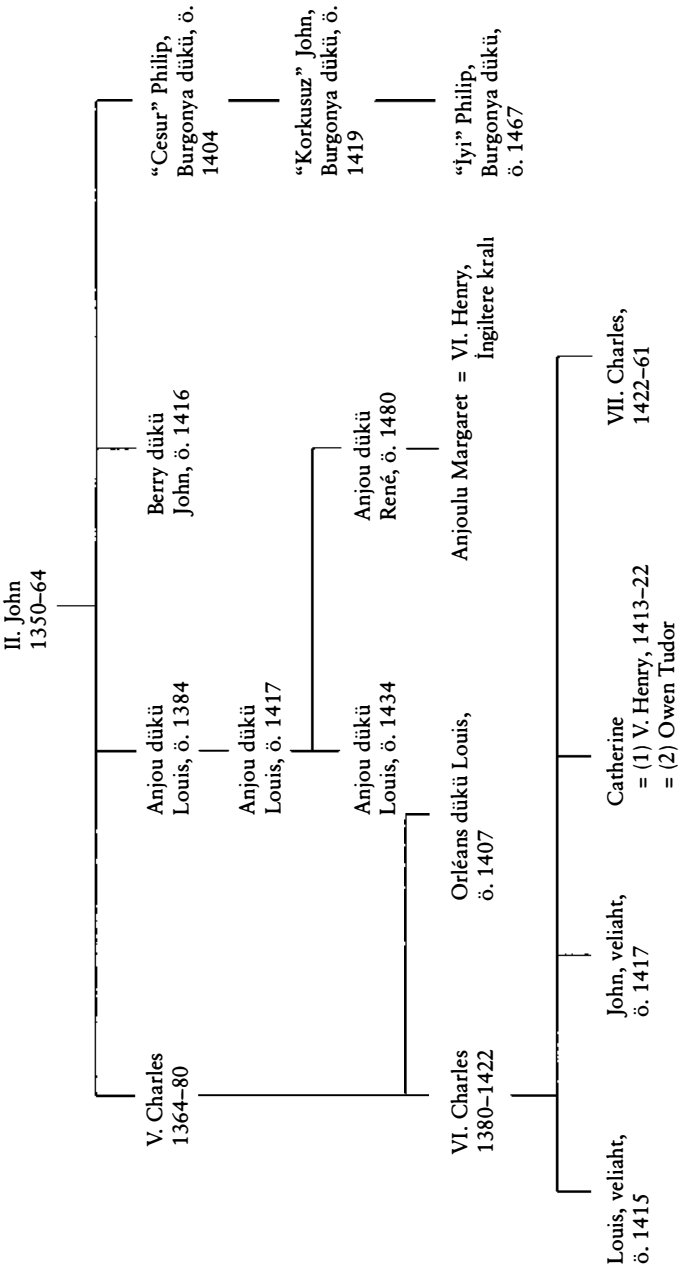 II. John
1350–64
V. Charles
1364–80
Anjou dükü
Louis, ö. 1384
Berry dükü
John, ö. 1416
“Cesur” Philip,
Burgonya dükü, ö.
1404
Anjou dükü
Louis, ö. 1417
“Korkusuz” John,
Burgonya dükü, ö.
1419
Anjou dükü
Louis, ö. 1434
Anjou dükü
René, ö. 1480
VI. Charles
1380–1422
Orléans dükü Louis,
ö. 1407
Anjoulu Margaret = VI. Henry,
İngiltere kralı
“İyi” Philip,
Burgonya dükü,
ö. 1467
Louis, veliaht,
ö. 1415
John, veliaht,
ö. 1417
Catherine
= (1) V. Henry, 1413–22
= (2) Owen Tudor
VII. Charles,
1422–61